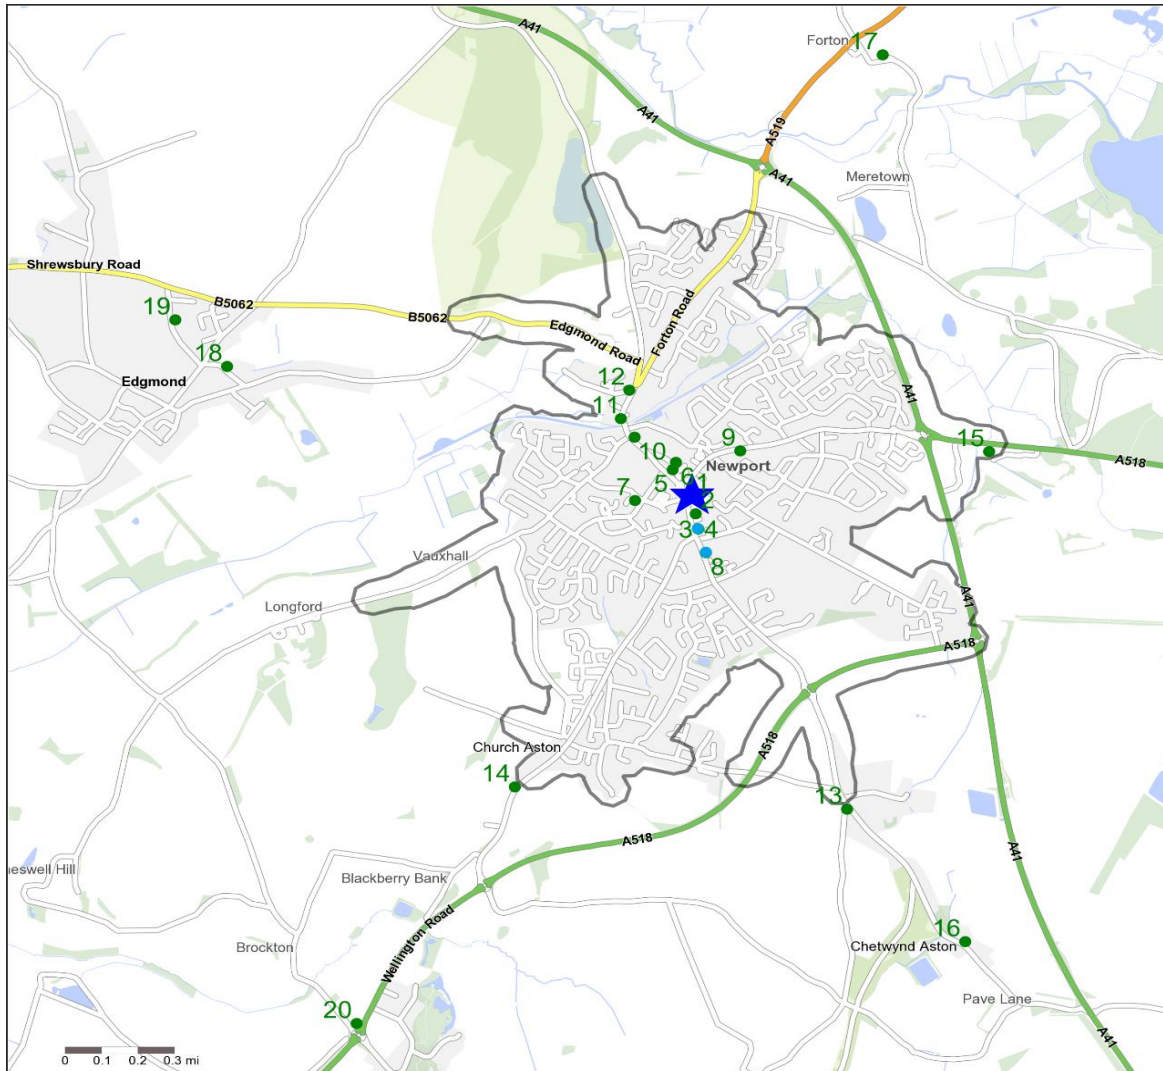 A41
Forton
17
A519
A41
A41
Meretown
Shrewsbury Road
B5062
19
B5062
Edgmond Road
Forton Road
18
Edgmond
12
11
A41
9
15
10
Newport
A518
6
1
5
7
2
3
4
Vauxhall
8
Longford
A41
A518
Church Aston
A518
14
13
A518
A41
Blackberry Bank
Wellington Road
16
Brockton
Chetwynd Aston
Pave Lane
20
A41
0 0.1 0.2 0.3 mi